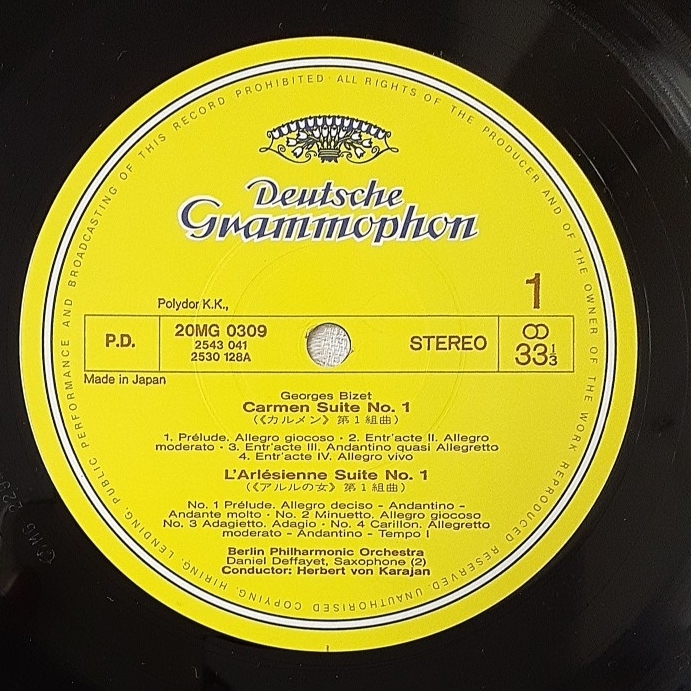 ALL RIGHTS OF THE PRODUCER AND OF THE OWNER OF THE WORK REPRODUCED RESERVED. UNAUTHORISED COPYING. HIRING. LENDING. PUBLIC PERFORMANCE AND BROADCASTING OF THIS RECORD PROHIBITED ·
Deutsche
Grammophon
Polydor K.K.,
1
P.D.
20MG 0309
2543 041
2530 128A
STEREO
33 1/3
Made in Japan
Georges Bizet
Carmen Suite No. 1
(《カルメン》第1組曲)
1. Prélude. Allegro giocoso · 2. Entr'acte II. Allegro
moderato · 3. Entr'acte III. Andantino quasi Allegretto
4. Entr'acte IV. Allegro vivo
L'Arlésienne Suite No. 1
(《アルルの女》第1組曲)
No. 1 Prélude. Allegro deciso – Andantino –
Andante molto · No. 2 Minuetto. Allegro giocoso
No. 3 Adagietto. Adagio · No. 4 Carillon. Allegretto
moderato – Andantino – Tempo I
Berlin Philharmonic Orchestra
Daniel Deffayet, Saxophone (2)
Conductor: Herbert von Karajan